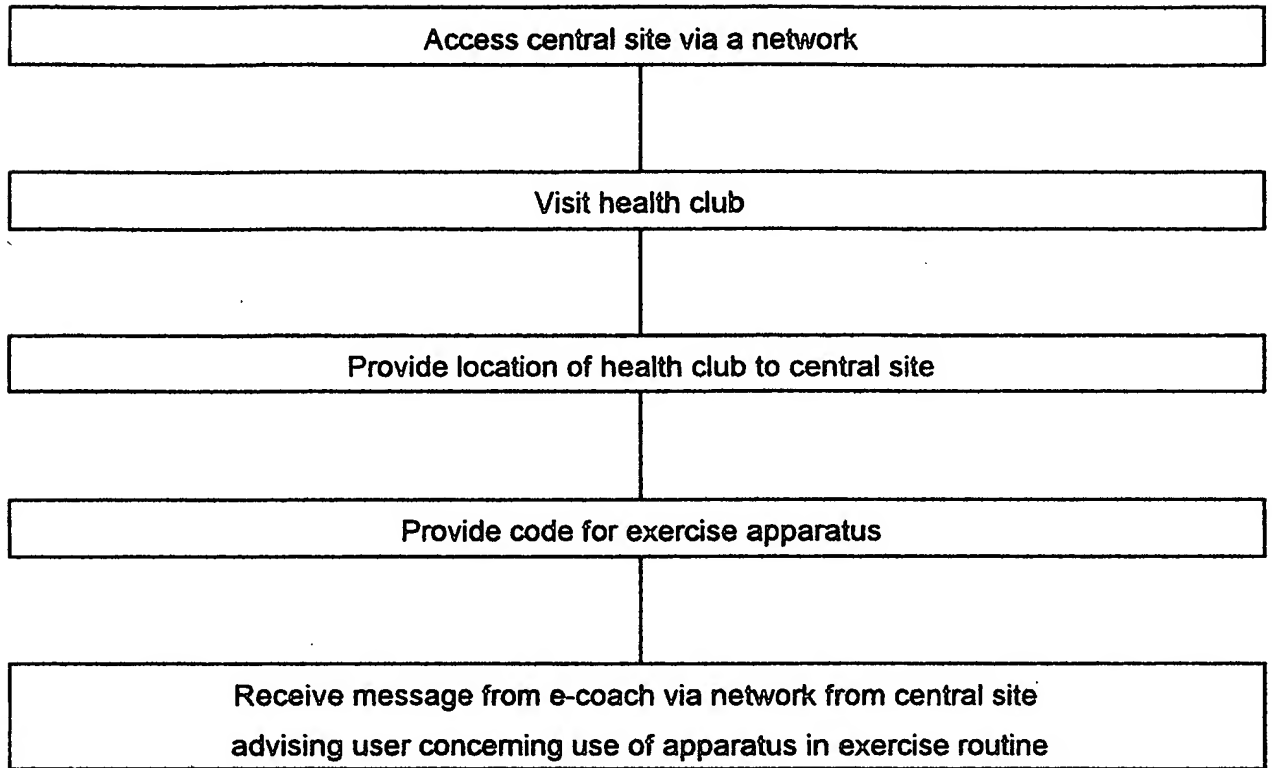 Access central site via a network
Visit health club
Provide location of health club to central site
Provide code for exercise apparatus
Receive message from e-coach via network from central site
advising user concerning use of apparatus in exercise routine